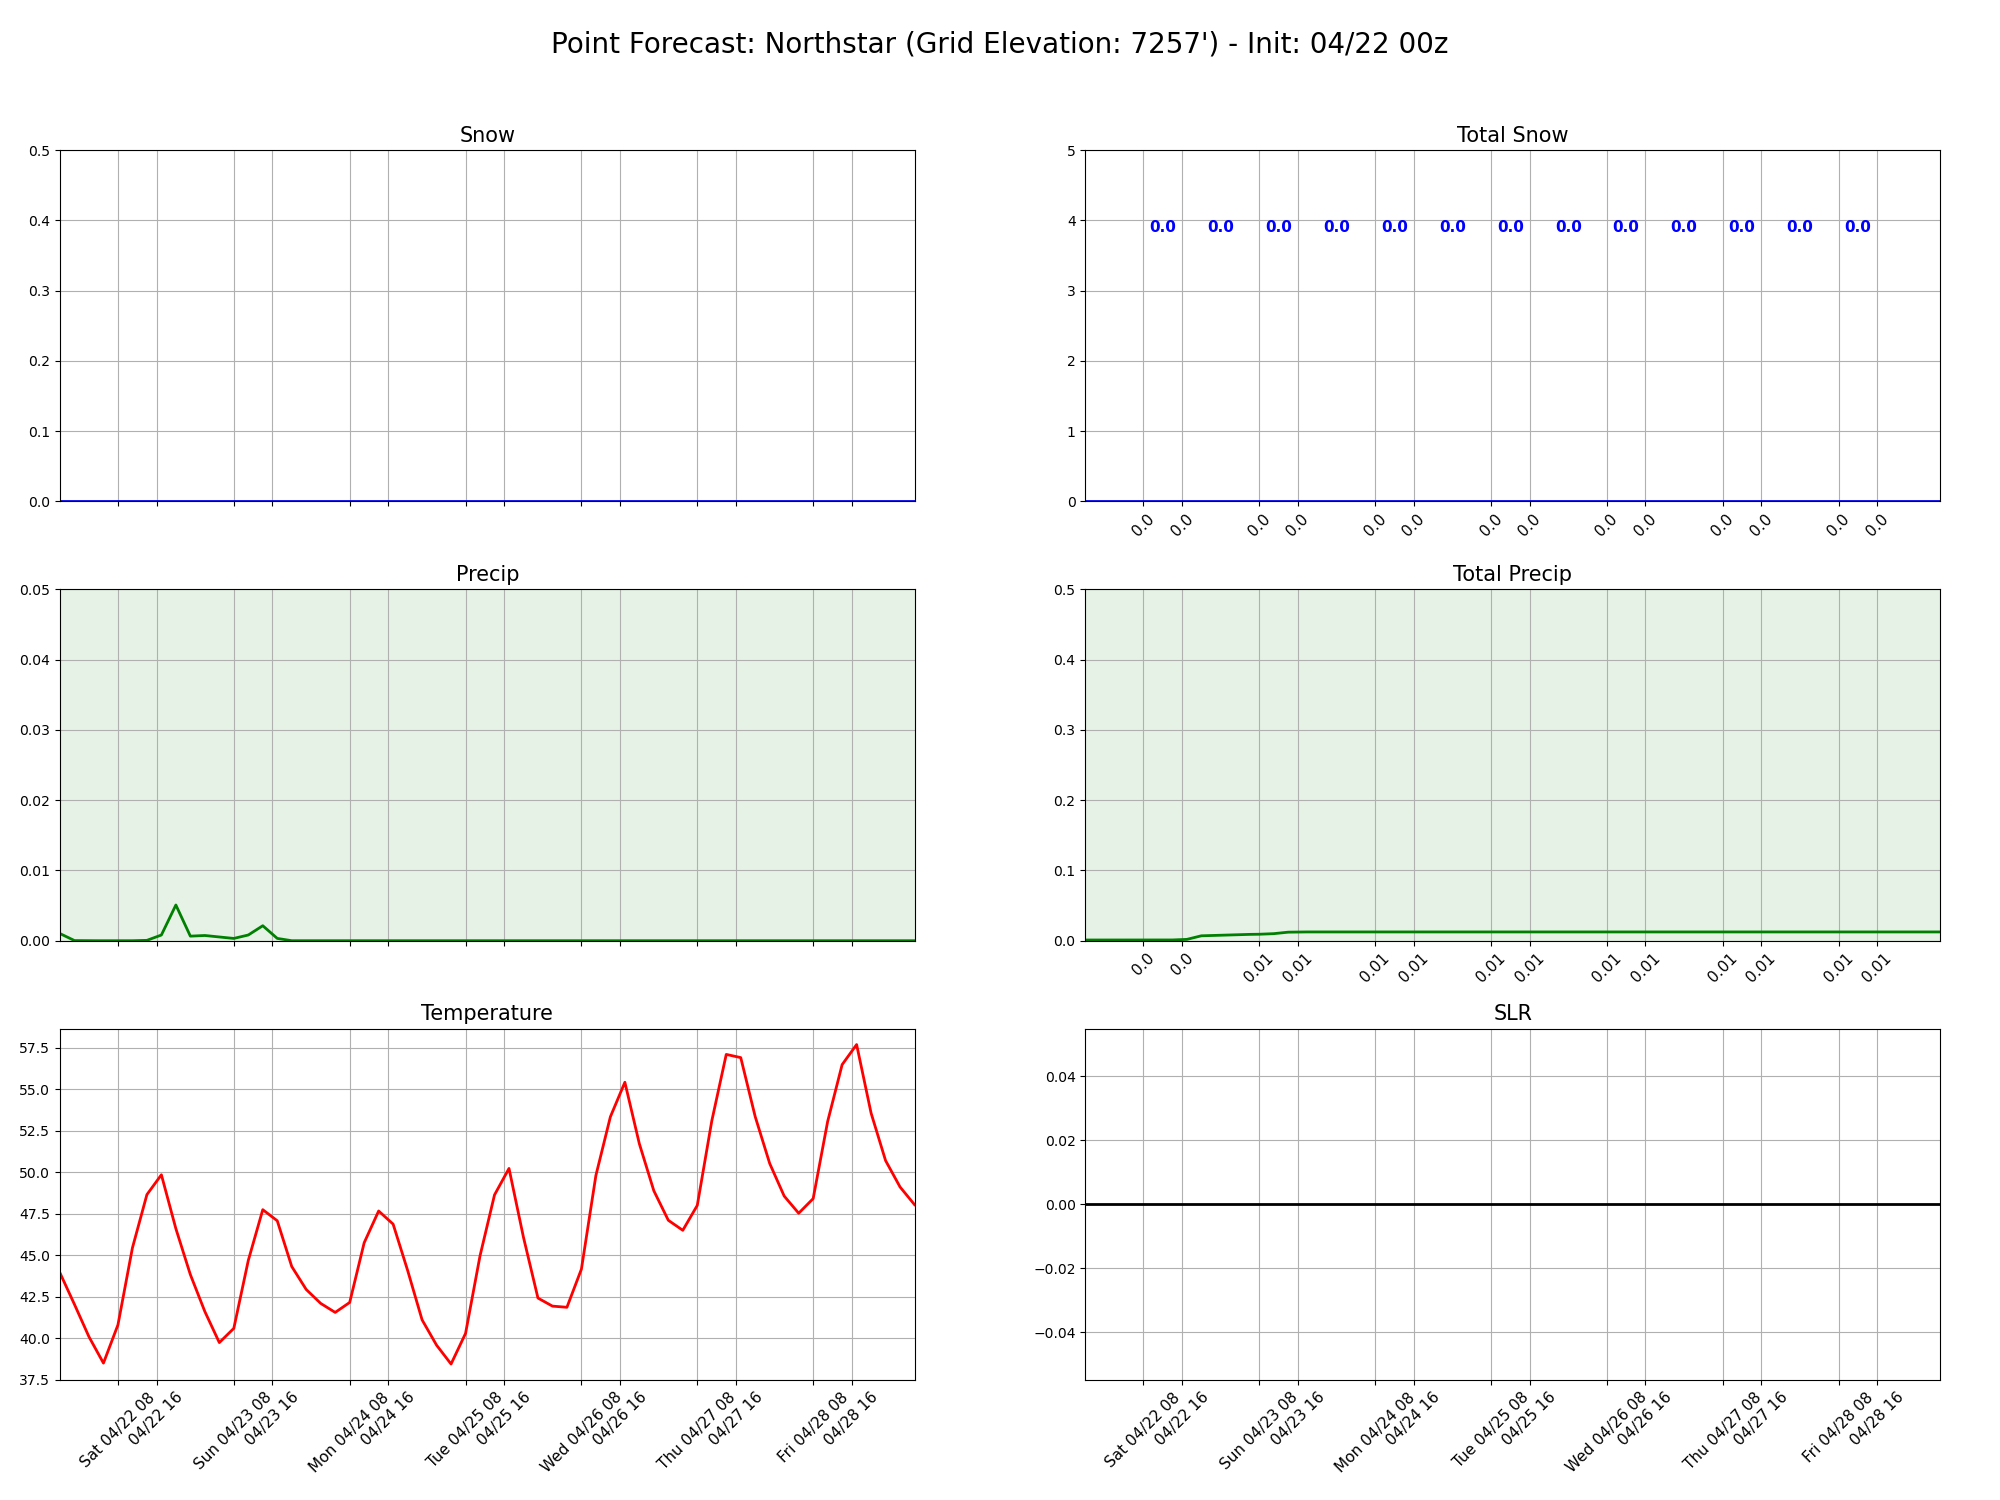 Point Forecast: Northstar (Grid Elevation: 7257') - Init: 04/22 00z
Snow
0.5
0.4
0.3
0.2
0.1
0.0
Total Snow
5
4
3
2
1
0
0.0 0.0 0.0 0.0 0.0 0.0 0.0 0.0 0.0 0.0 0.0 0.0 0.0
0.0 0.0 0.0 0.0 0.0 0.0 0.0 0.0 0.0 0.0 0.0 0.0 0.0 0.0
Precip
0.05
0.04
0.03
0.02
0.01
0.00
Total Precip
0.5
0.4
0.3
0.2
0.1
0.0
0.0 0.0 0.01 0.01 0.01 0.01 0.01 0.01 0.01 0.01 0.01 0.01 0.01 0.01
Temperature
57.5
55.0
52.5
50.0
47.5
45.0
42.5
40.0
37.5
Sat 04/22 08
04/22 16
Sun 04/23 08
04/23 16
Mon 04/24 08
04/24 16
Tue 04/25 08
04/25 16
Wed 04/26 08
04/26 16
Thu 04/27 08
04/27 16
Fri 04/28 08
04/28 16
SLR
0.04
0.02
0.00
−0.02
−0.04
Sat 04/22 08
04/22 16
Sun 04/23 08
04/23 16
Mon 04/24 08
04/24 16
Tue 04/25 08
04/25 16
Wed 04/26 08
04/26 16
Thu 04/27 08
04/27 16
Fri 04/28 08
04/28 16